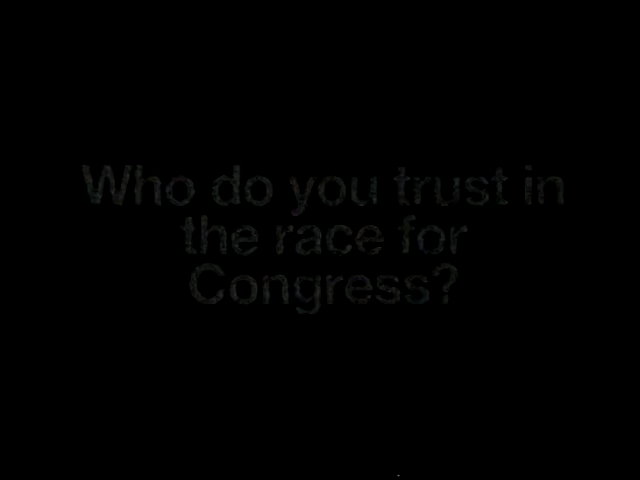 Who do you trust in
the race for
Congress?